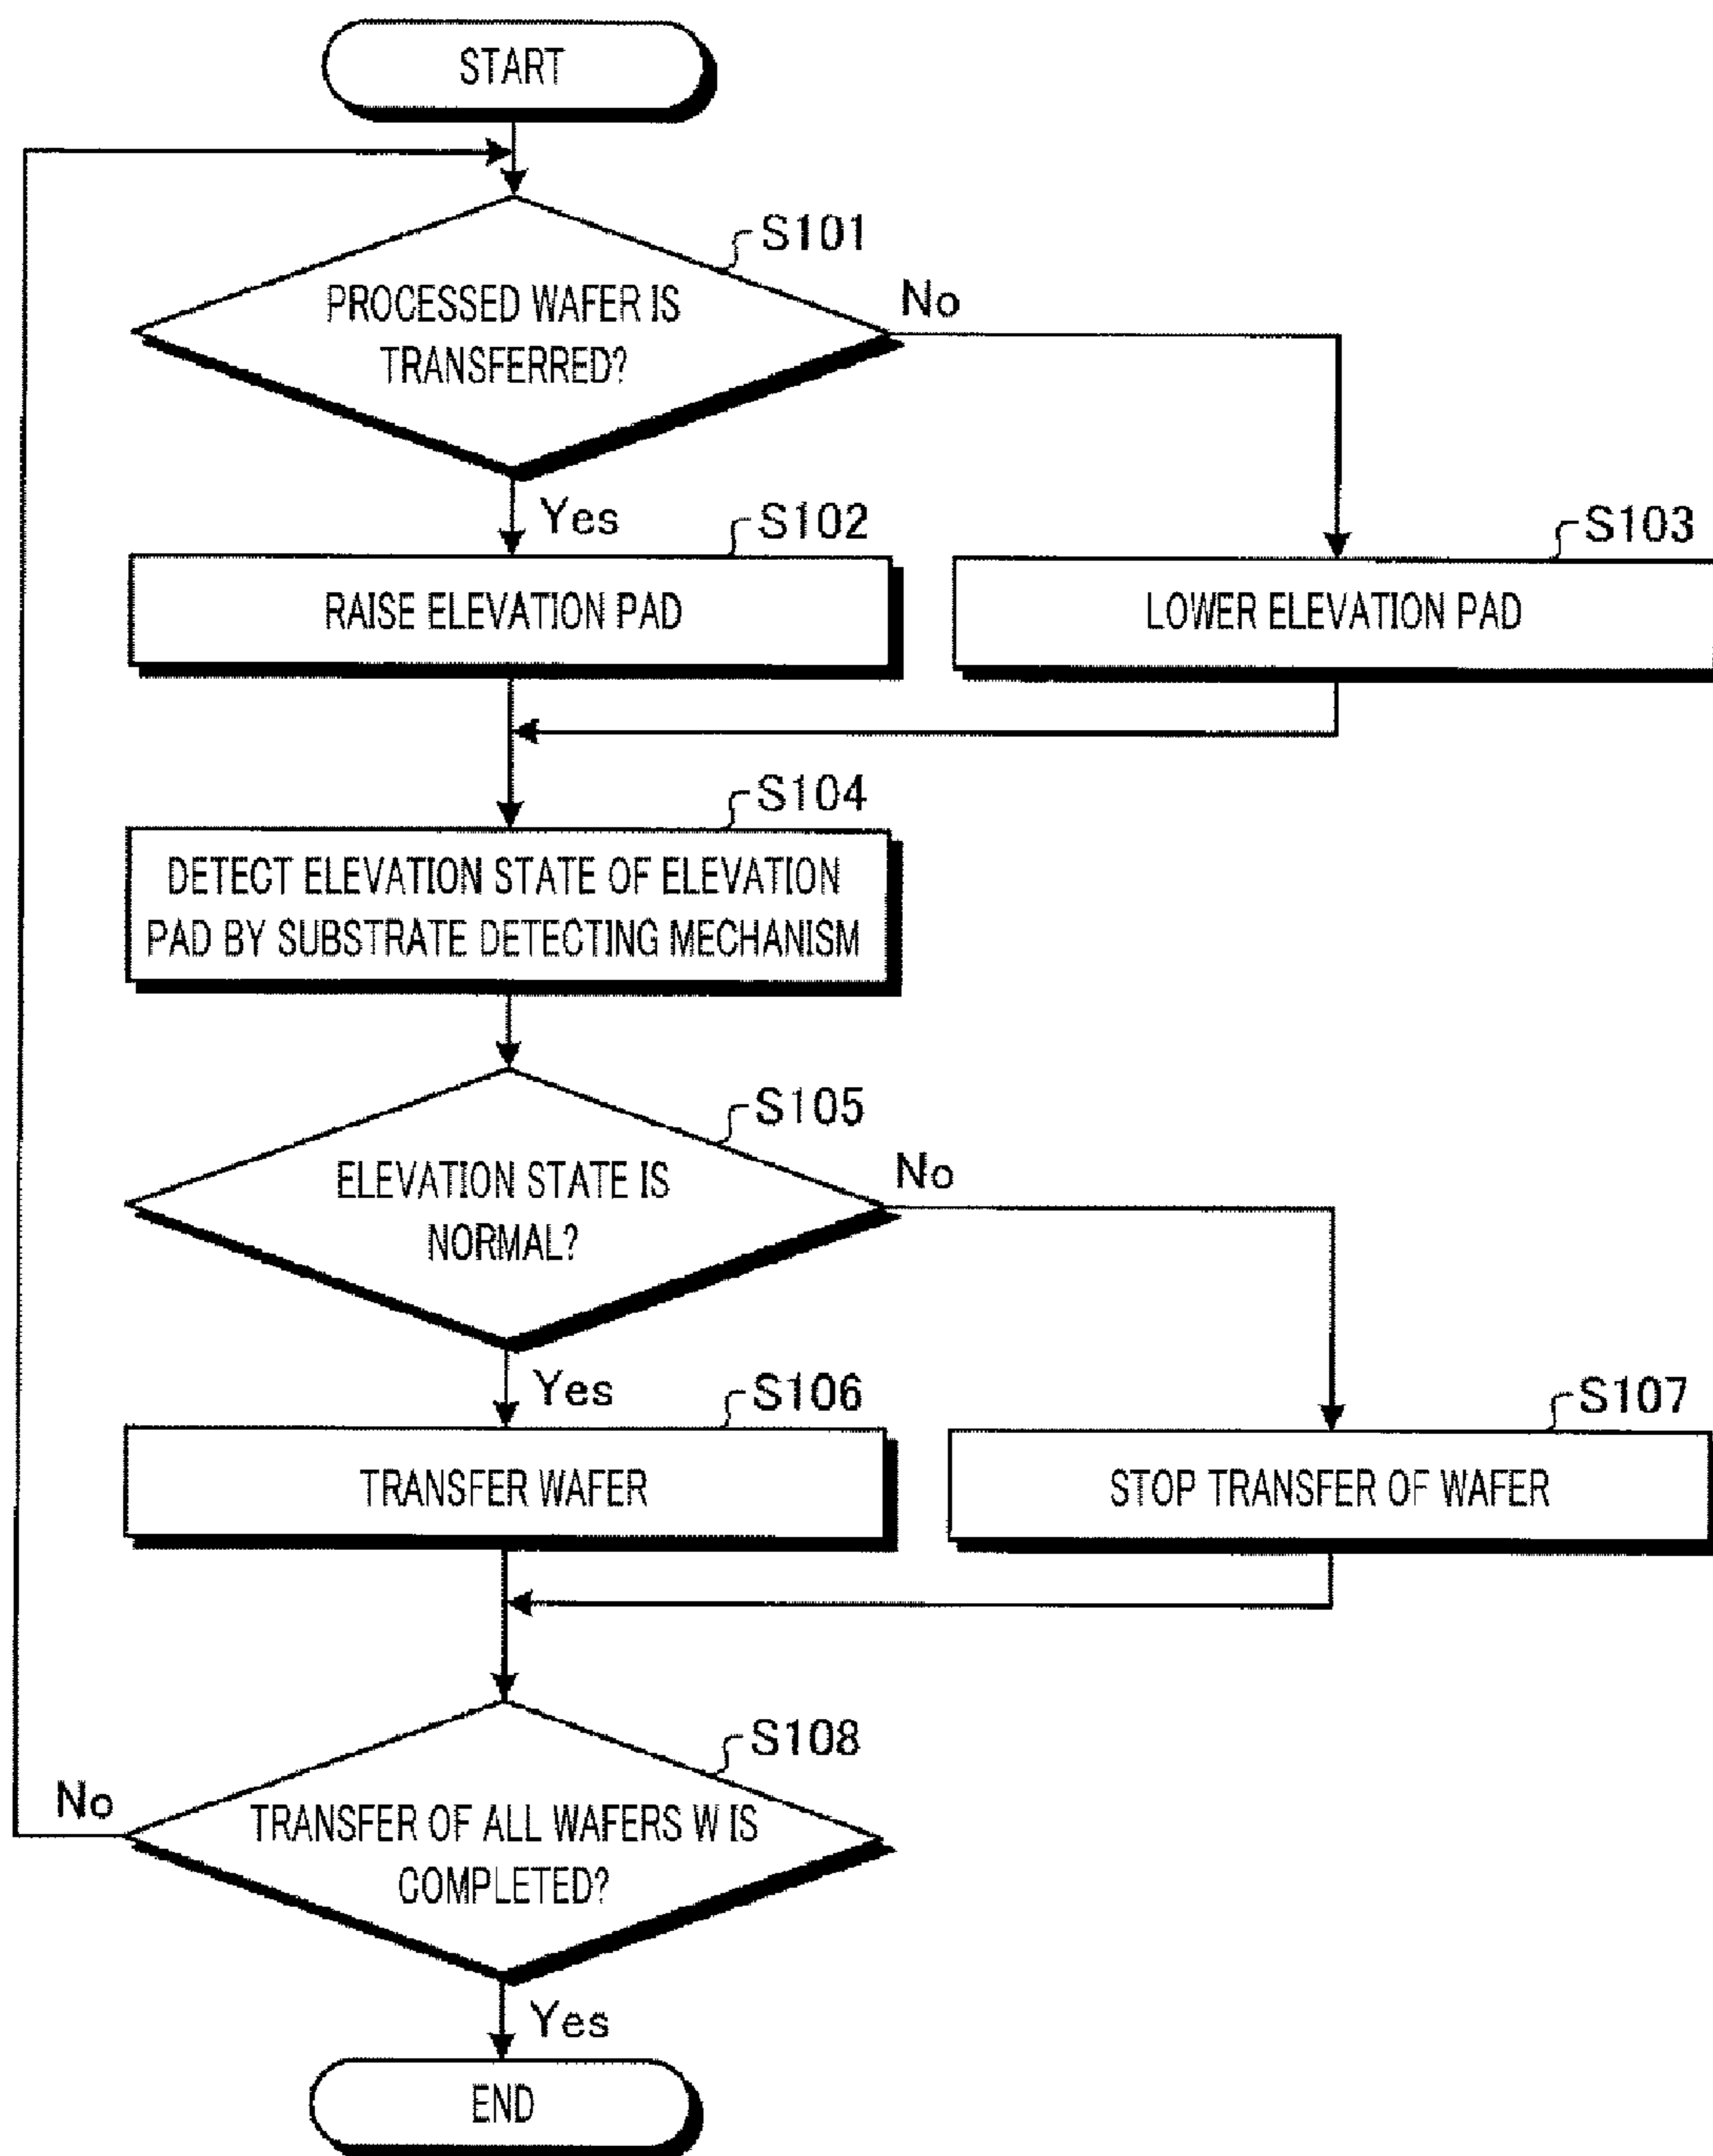 START
S101
PROCESSED WAFER IS
TRANSFERRED?
No
Yes
S102
RAISE ELEVATION PAD
S103
LOWER ELEVATION PAD
S104
DETECT ELEVATION STATE OF ELEVATION
PAD BY SUBSTRATE DETECTING MECHANISM
S105
ELEVATION STATE IS
NORMAL?
No
Yes
S106
TRANSFER WAFER
S107
STOP TRANSFER OF WAFER
S108
No
TRANSFER OF ALL WAFERS W IS
COMPLETED?
Yes
END